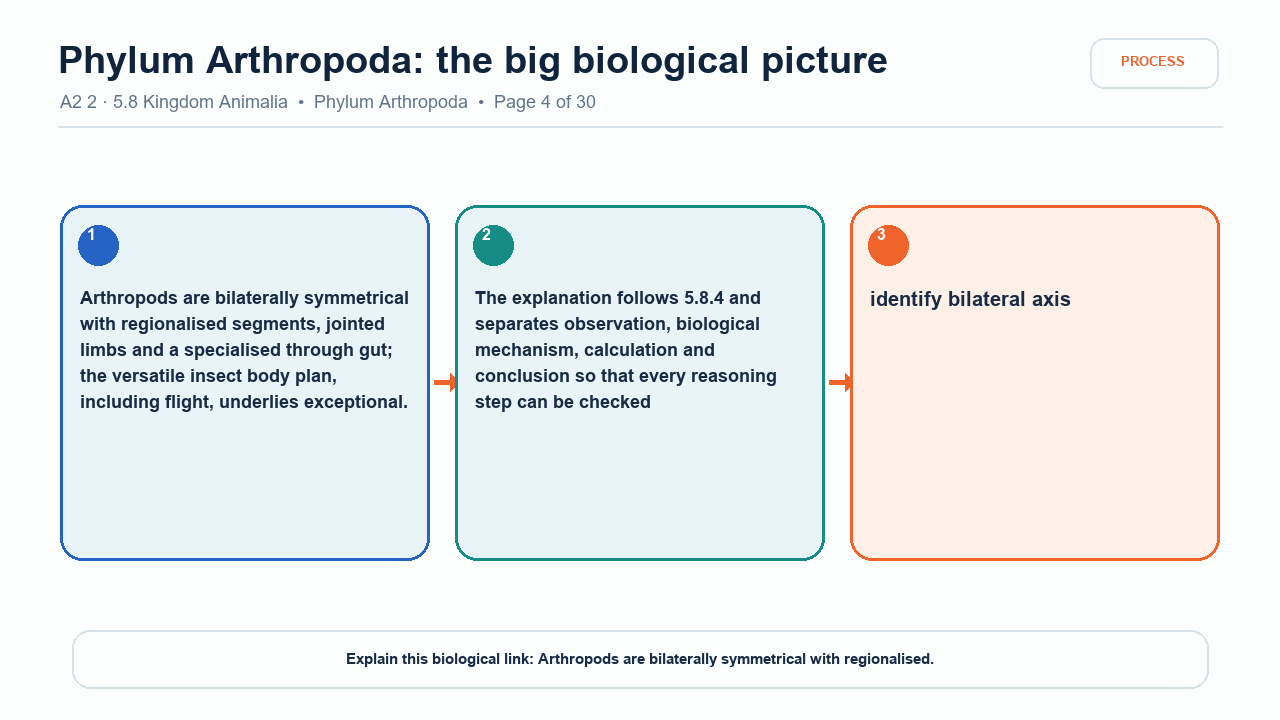 Phylum Arthropoda: the big biological picture
PROCESS
A2 2 · 5.8 Kingdom Animalia • Phylum Arthropoda • Page 4 of 30
1
Arthropods are bilaterally symmetrical
with regionalised segments, jointed
limbs and a specialised through gut;
the versatile insect body plan,
including flight, underlies exceptional.
2
The explanation follows 5.8.4 and
separates observation, biological
mechanism, calculation and
conclusion so that every reasoning
step can be checked
3
identify bilateral axis
Explain this biological link: Arthropods are bilaterally symmetrical with regionalised.